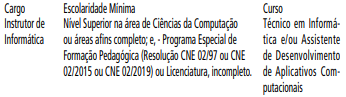 Cargo Escolaridade Mínima Curso
Instrutor de Nível Superior na área de Ciências da Computação Técnico em Informá-
Informática ou áreas afins completo; e, - Programa Especial de tica e/ou Assistente
Formação Pedagógica (Resolução CNE 02/97 ou CNE de Desenvolvimento
02/2015 ou CNE 02/2019) ou Licenciatura, incompleto. de Aplicativos Com-
putacionais